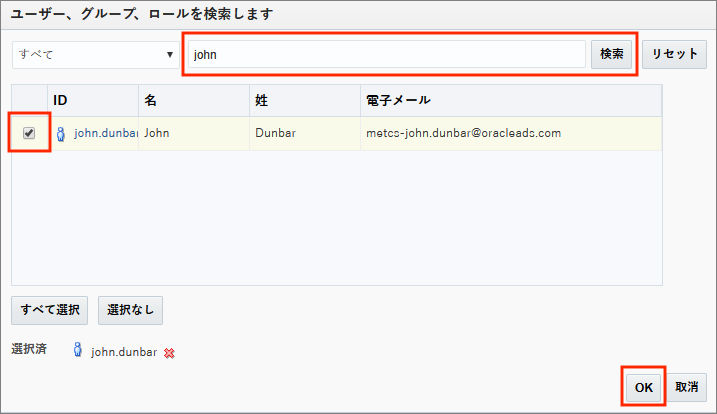 ユーザー、グループ、ロールを検索します
すべて ▼ john 検索 リセット
ID 名 姓 電子メール
john.dunbar John Dunbar metcs-john.dunbar@oracleads.com
すべて選択 選択なし
選択済 john.dunbar
OK 取消